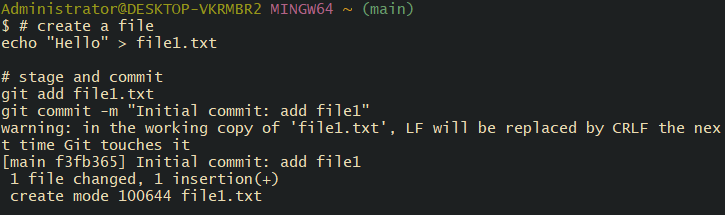 Administrator@DESKTOP-VKRMBR2 MINGW64 ~ (main)
$ # create a file
echo "Hello" > file1.txt

# stage and commit
git add file1.txt
git commit -m "Initial commit: add file1"
warning: in the working copy of 'file1.txt', LF will be replaced by CRLF the nex
t time Git touches it
[main f3fb365] Initial commit: add file1
 1 file changed, 1 insertion(+)
 create mode 100644 file1.txt